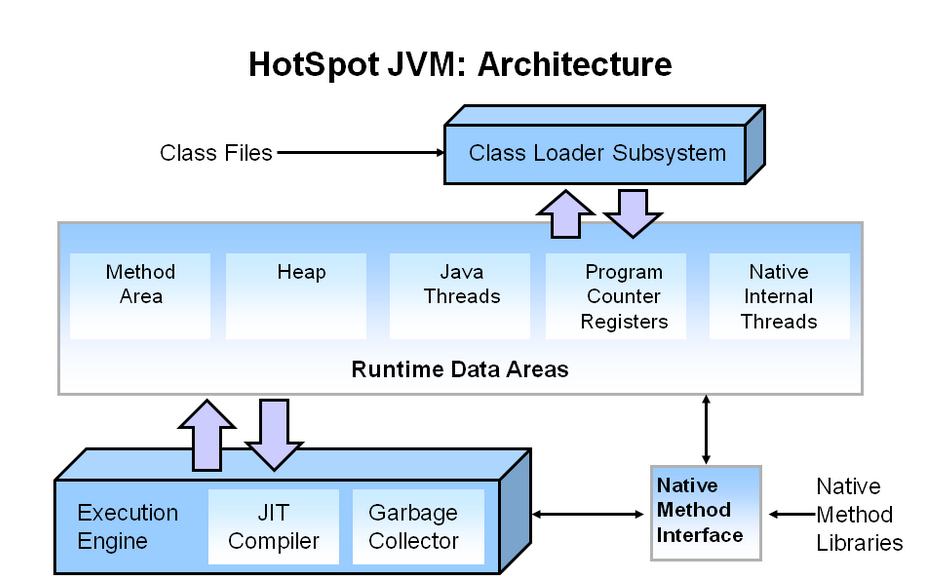 HotSpot JVM: Architecture
Class Files
Class Loader Subsystem
Method
Area
Heap
Java
Threads
Program
Counter
Registers
Native
Internal
Threads
Runtime Data Areas
Execution
Engine
JIT
Compiler
Garbage
Collector
Native
Method
Interface
Native
Method
Libraries